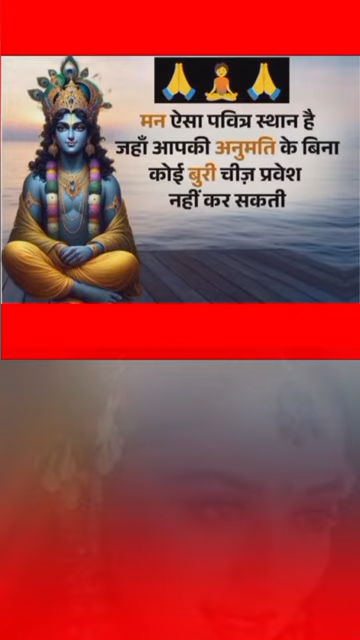 मन ऐसा पवित्र स्थान है
जहाँ आपकी अनुमति के बिना
कोई बुरी चीज़ प्रवेश
नहीं कर सकती